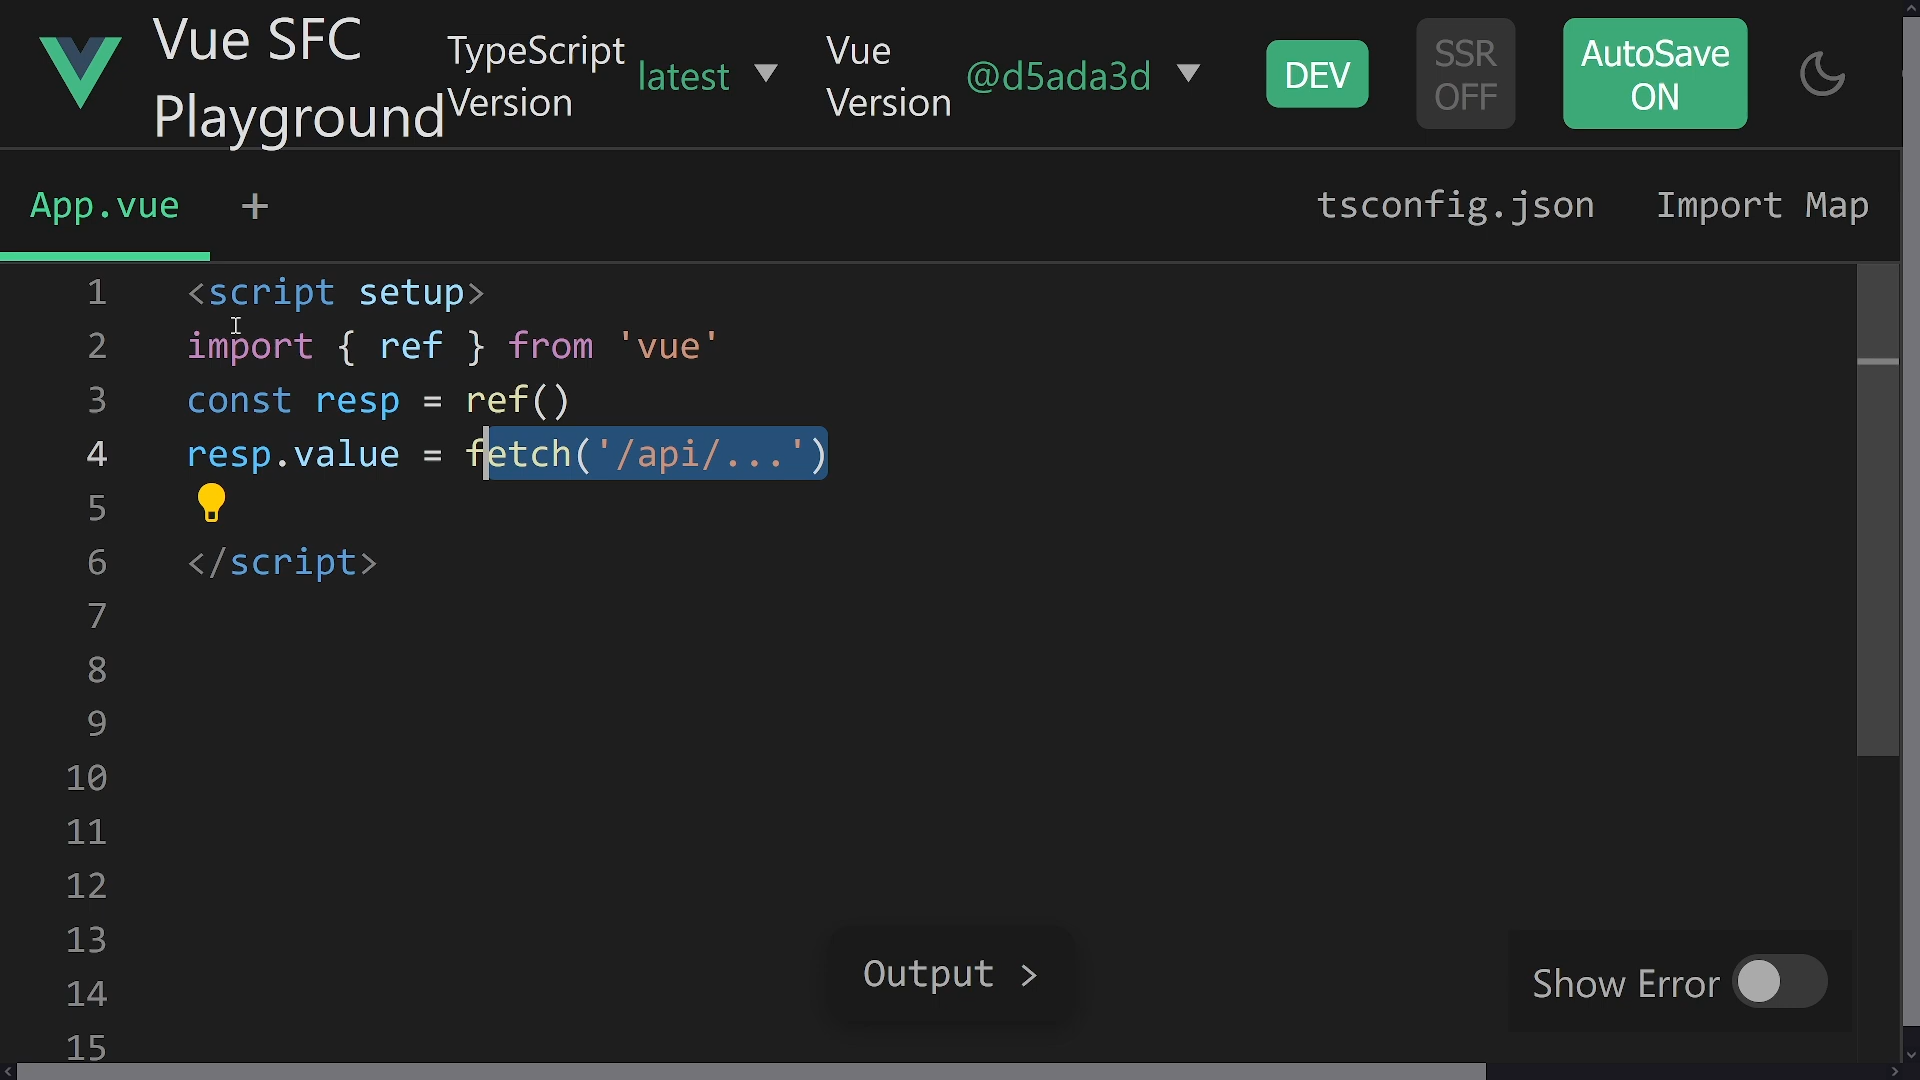 Vue SFC
Playground
TypeScript
Version
latest
Vue
Version
@d5ada3d
DEV
SSR
OFF
AutoSave
ON
App.vue +
tsconfig.json
Import Map
1 <script setup>
2 import { ref } from 'vue'
3 const resp = ref()
4 resp.value = fetch('/api/...')
5
6 </script>
7
8
9
10
11
12
13
14
15
Output >
Show Error